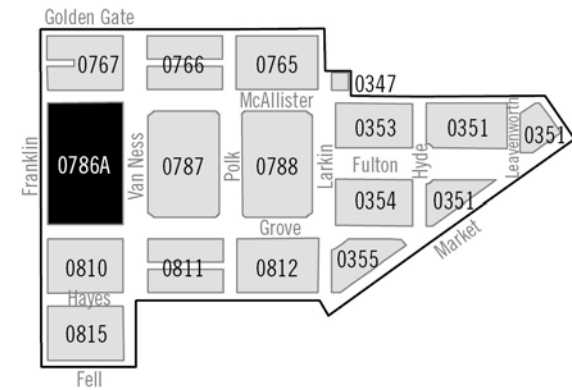 Golden Gate
0767
0766
0765
0347
McAllister
Franklin
0786A
Van Ness
0787
Polk
0788
Larkin
0353
Hyde
0351
Leavenworth
0351
Fulton
0354
0351
Grove
Market
0810
0811
0812
0355
Hayes
0815
Fell